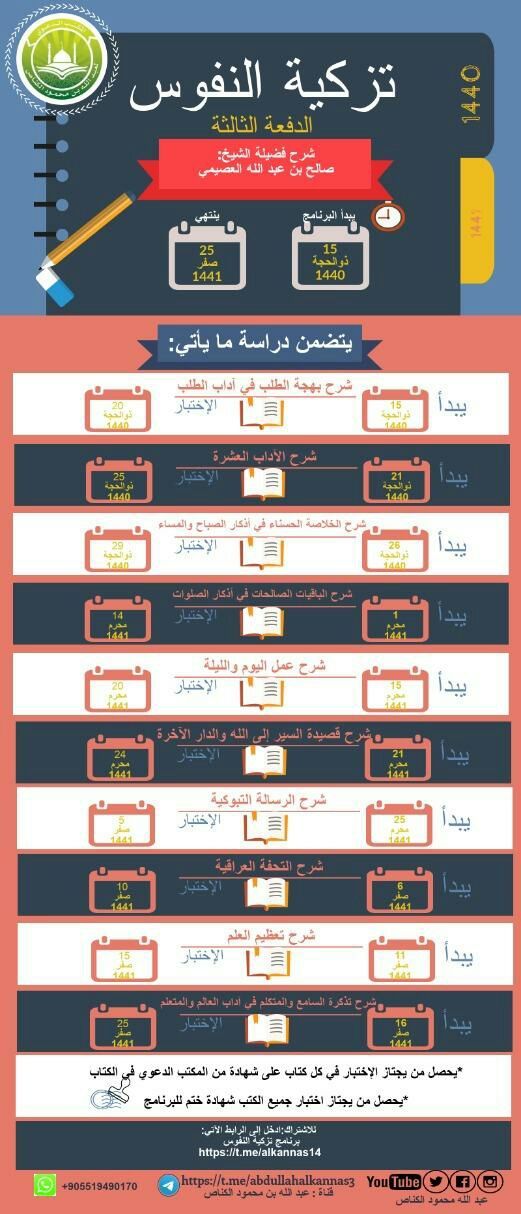 المكتب الدعوي
لعبد الله بن محمود الكناص
1440
1441
تزكية النفوس
الدفعة الثالثة
شرح فضيلة الشيخ:
صالح بن عبد الله العصيمي
يبدأ البرنامج
15
ذوالحجة
1440
ينتهي
25
صفر
1441
يتضمن دراسة ما يأتي:
شرح بهجة الطلب في آداب الطلب
يبدأ
15
ذوالحجة
1440
الإختبار
20
ذوالحجة
1440
شرح الآداب العشرة
يبدأ
21
ذوالحجة
1440
الإختبار
25
ذوالحجة
1440
شرح الخلاصة الحسناء في أذكار الصباح والمساء
يبدأ
26
ذوالحجة
1440
الإختبار
29
ذوالحجة
1440
شرح الباقيات الصالحات في أذكار الصلوات
يبدأ
1
محرم
1441
الإختبار
14
محرم
1441
شرح عمل اليوم والليلة
يبدأ
15
محرم
1441
الإختبار
20
محرم
1441
شرح قصيدة السير إلى الله والدار الآخرة
يبدأ
21
محرم
1441
الإختبار
24
محرم
1441
شرح الرسالة التبوكية
يبدأ
25
محرم
1441
الإختبار
5
صفر
1441
شرح التحفة العراقية
يبدأ
6
صفر
1441
الإختبار
10
صفر
1441
شرح تعظيم العلم
يبدأ
11
صفر
1441
الإختبار
15
صفر
1441
شرح تذكرة السامع والمتكلم في آداب العالم والمتعلم
يبدأ
16
صفر
1441
الإختبار
25
صفر
1441
*يحصل من يجتاز الإختبار في كل كتاب على شهادة من المكتب الدعوي في الكتاب
*يحصل من يجتاز اختبار جميع الكتب شهادة ختم للبرنامج
للاشتراك:ادخل إلى الرابط الآتي:
برنامج تزكية النفوس
https://t.me/alkannas14
YouTube
عبد الله محمود الكناص
https://t.me/abdullahalkannas3
قناة : عبد الله بن محمود الكناص
+905519490170